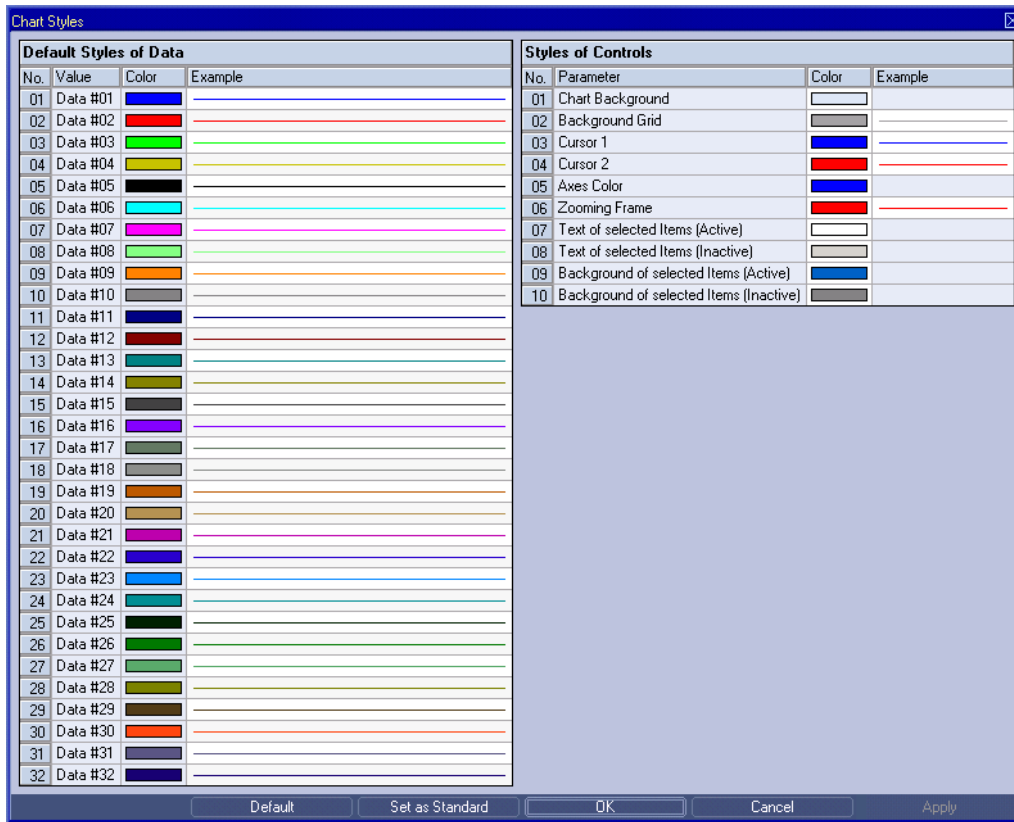 Chart Styles
Default Styles of Data
No. Value Color Example
01 Data #01
02 Data #02
03 Data #03
04 Data #04
05 Data #05
06 Data #06
07 Data #07
08 Data #08
09 Data #09
10 Data #10
11 Data #11
12 Data #12
13 Data #13
14 Data #14
15 Data #15
16 Data #16
17 Data #17
18 Data #18
19 Data #19
20 Data #20
21 Data #21
22 Data #22
23 Data #23
24 Data #24
25 Data #25
26 Data #26
27 Data #27
28 Data #28
29 Data #29
30 Data #30
31 Data #31
32 Data #32
Styles of Controls
No. Parameter Color Example
01 Chart Background
02 Background Grid
03 Cursor 1
04 Cursor 2
05 Axes Color
06 Zooming Frame
07 Text of selected Items (Active)
08 Text of selected Items (Inactive)
09 Background of selected Items (Active)
10 Background of selected Items (Inactive)
Default Set as Standard OK Cancel Apply